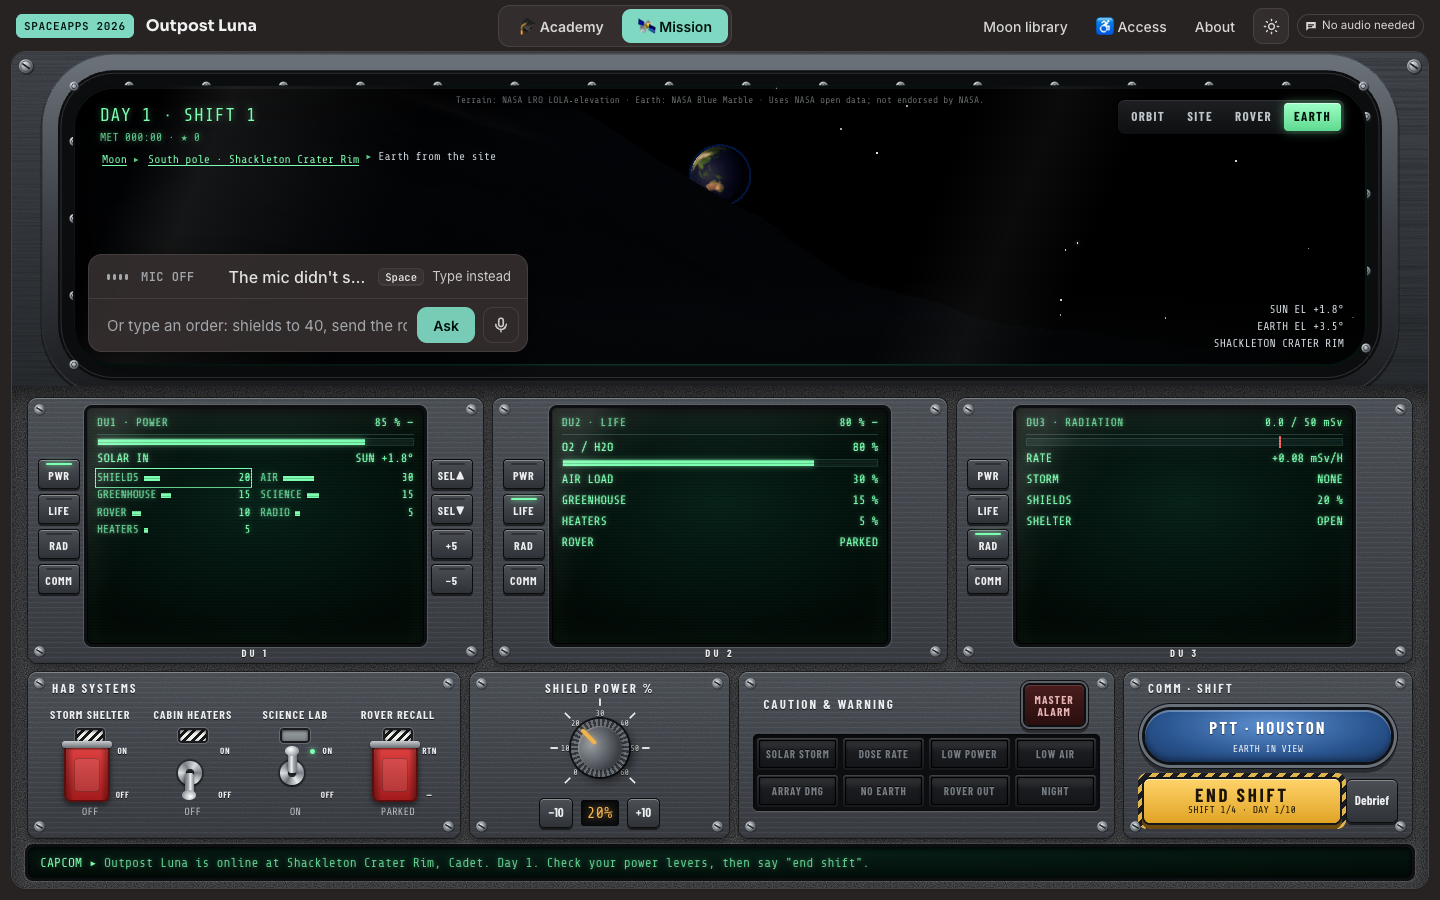 SPACEAPPS 2026 Outpost Luna Academy Mission Moon library Access About No audio needed
Terrain: NASA LRO LOLA-elevation · Earth: NASA Blue Marble · Uses NASA open data; not endorsed by NASA.
DAY 1 · SHIFT 1
MET 000:00 · ★ 0
Moon ▸ South pole · Shackleton Crater Rim ▸ Earth from the site
ORBIT SITE ROVER EARTH
MIC OFF The mic didn't s... Space Type instead
Or type an order: shields to 40, send the ro Ask
SUN EL +1.8°
EARTH EL +3.5°
SHACKLETON CRATER RIM
DU1 · POWER 85 % —
SOLAR IN SUN +1.8°
SHIELDS 20 AIR 30
GREENHOUSE 15 SCIENCE 15
ROVER 10 RADIO 5
HEATERS 5
PWR
LIFE
RAD
COMM
SEL▲
SEL▼
+5
−5
DU 1
DU2 · LIFE 80 % —
O2 / H2O 80 %
AIR LOAD 30 %
GREENHOUSE 15 %
HEATERS 5 %
ROVER PARKED
PWR
LIFE
RAD
COMM
DU 2
DU3 · RADIATION 0.0 / 50 mSv
RATE +0.08 mSv/H
STORM NONE
SHIELDS 20 %
SHELTER OPEN
PWR
LIFE
RAD
COMM
DU 3
HAB SYSTEMS
STORM SHELTER CABIN HEATERS SCIENCE LAB ROVER RECALL
ON ON ON RTN
OFF OFF OFF —
OFF OFF ON PARKED
SHIELD POWER %
0 10 20 30 40 50 60
−10 20% +10
CAUTION & WARNING
MASTER
ALARM
SOLAR STORM DOSE RATE LOW POWER LOW AIR
ARRAY DMG NO EARTH ROVER OUT NIGHT
COMM · SHIFT
PTT · HOUSTON
EARTH IN VIEW
END SHIFT
SHIFT 1/4 · DAY 1/10
Debrief
CAPCOM ▸ Outpost Luna is online at Shackleton Crater Rim, Cadet. Day 1. Check your power levers, then say "end shift".